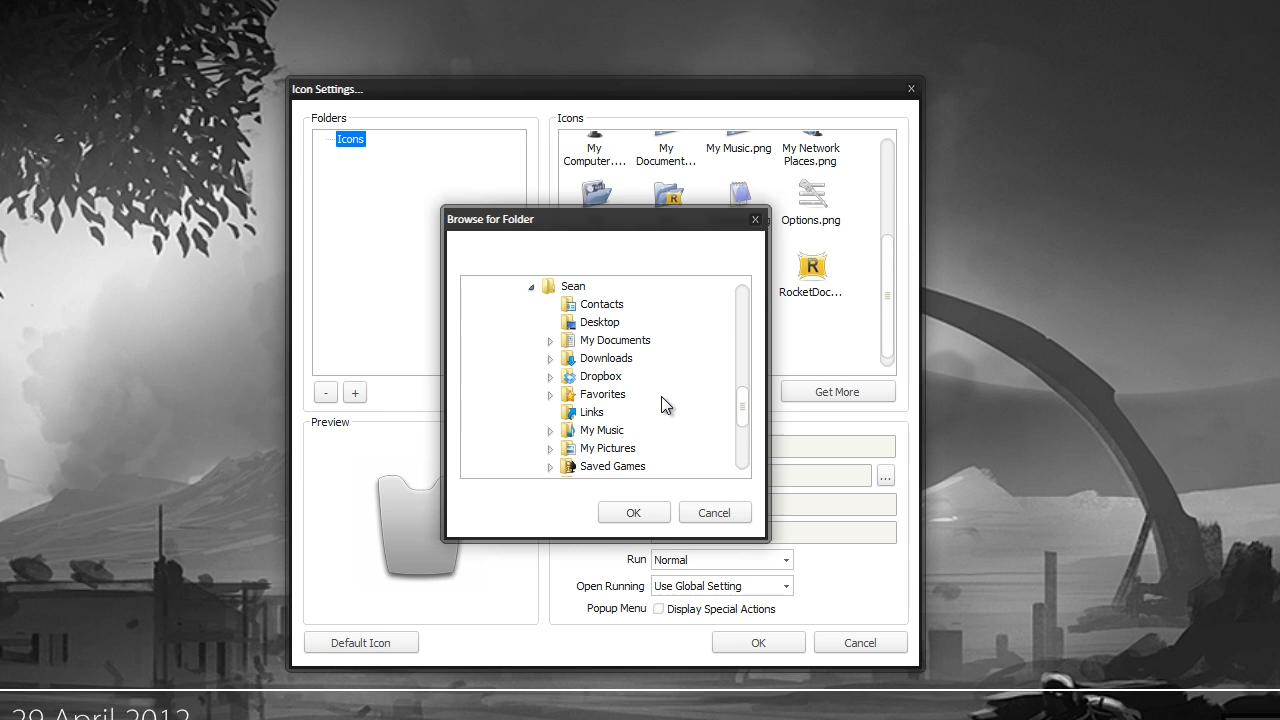 Icon Settings...
X
Folders
Icons
Icons
My Computer....
My Document...
My Music.png
My Network Places.png
Options.png
RocketDoc...
-
+
Get More
Preview
...
Run
Normal
Open Running
Use Global Setting
Popup Menu
Display Special Actions
Default Icon
OK
Cancel
Browse for Folder
X
Sean
Contacts
Desktop
My Documents
Downloads
Dropbox
Favorites
Links
My Music
My Pictures
Saved Games
OK
Cancel
29 April 2012